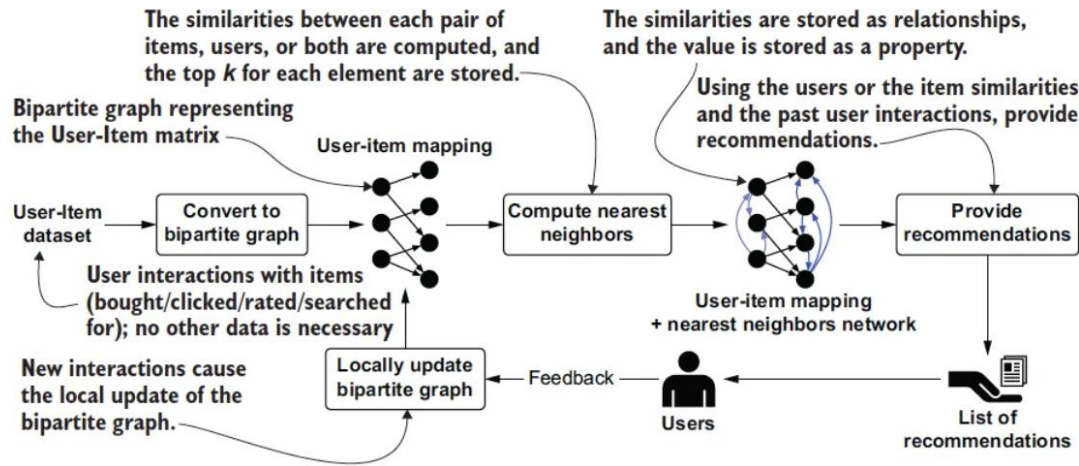 The similarities between each pair of
items, users, or both are computed, and
the top k for each element are stored.
The similarities are stored as relationships,
and the value is stored as a property.
Using the users or the item similarities
and the past user interactions, provide
recommendations.
Bipartite graph representing
the User-Item matrix
User-item mapping
User-Item
dataset
Convert to
bipartite graph
Compute nearest
neighbors
Provide
recommendations
User interactions with items
(bought/clicked/rated/searched
for); no other data is necessary
User-item mapping
+ nearest neighbors network
New interactions cause
the local update of the
bipartite graph.
Locally update
bipartite graph
Feedback
Users
List of
recommendations